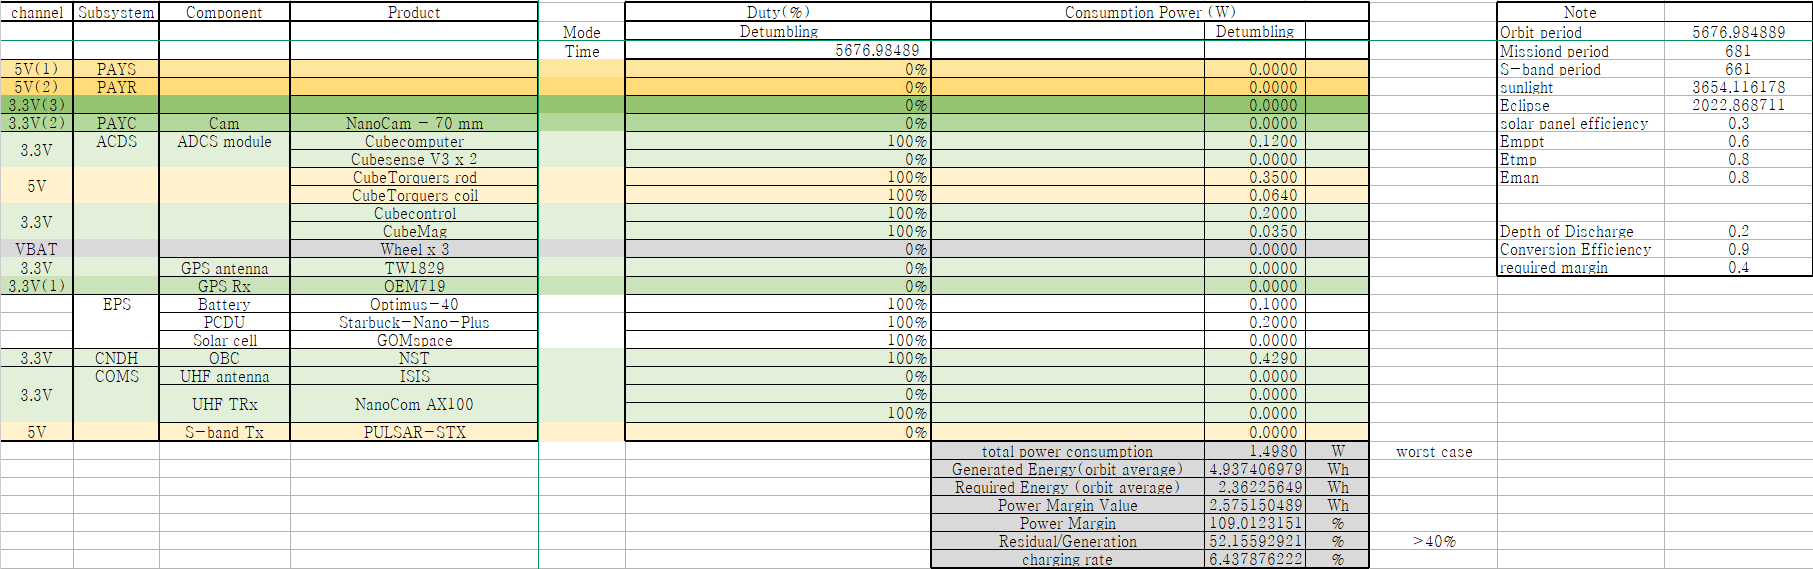 channel Subsystem Component Product Duty(%) Consumption Power (W) Note
Mode Detumbling Detumbling Orbit period 5676.984889
Time 5676.98489 Missiond period 681
5V(1) PAYS 0% 0.0000 S-band period 661
5V(2) PAYR 0% 0.0000 sunlight 3654.116178
3.3V(3) 0% 0.0000 Eclipse 2022.868711
3.3V(2) PAYC Cam NanoCam - 70 mm 0% 0.0000 solar panel efficiency 0.3
3.3V ACDS ADCS module Cubecomputer 100% 0.1200 Emppt 0.6
Cubesense V3 x 2 0% 0.0000 Etmp 0.8
5V CubeTorquers rod 100% 0.3500 Eman 0.8
CubeTorquers coil 100% 0.0640
3.3V Cubecontrol 100% 0.2000
CubeMag 100% 0.0350 Depth of Discharge 0.2
VBAT Wheel x 3 0% 0.0000 Conversion Efficiency 0.9
3.3V GPS antenna TW1829 0% 0.0000 required margin 0.4
3.3V(1) GPS Rx OEM719 0% 0.0000
EPS Battery Optimus-40 100% 0.1000
PCDU Starbuck-Nano-Plus 100% 0.2000
Solar cell GOMspace 100% 0.0000
3.3V CNDH OBC NST 100% 0.4290
3.3V COMS UHF antenna ISIS 0% 0.0000
UHF TRx NanoCom AX100 0% 0.0000
100% 0.0000
5V S-band Tx PULSAR-STX 0% 0.0000
total power consumption 1.4980 W worst case
Generated Energy(orbit average) 4.937406979 Wh
Required Energy (orbit average) 2.36225649 Wh
Power Margin Value 2.575150489 Wh
Power Margin 109.0123151 %
Residual/Generation 52.15592921 % >40%
charging rate 6.437876222 %